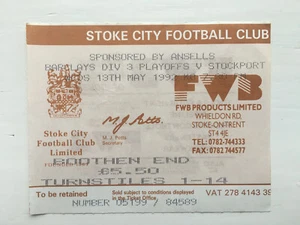 STOKE CITY FOOTBALL CLUB
SPONSORED BY ANSELLS
BARCLAYS DIV 3 PLAYOFFS V STOCKPORT
13TH MAY 1992
FWB
FWB PRODUCTS LIMITED
WHIELDON RD,
STOKE-ON-TRENT
ST4 4JE
TEL: 0782-744333
FAX: 0782 744577
M. J. Potts
M. J. Potts
Secretary
Stoke City
Football Club
Limited
BOOTHEN END
£5.50
TURNSTILES 1-14
To be retained
Sold subject to conditions displayed
in the Ticket Office
VAT 278 4143 39
NUMBER 05199 / 84589